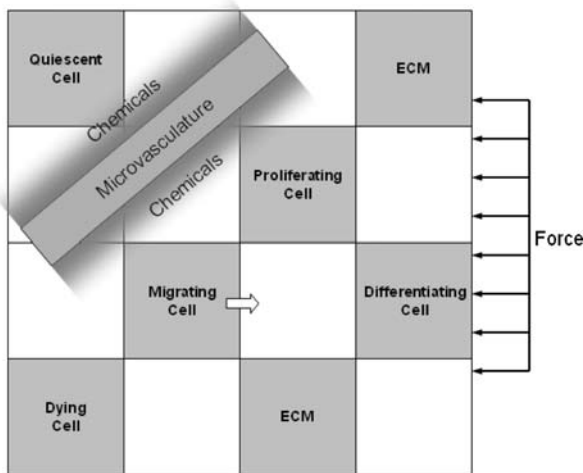 Quiescent
Cell
Chemicals
ECM
Microvasculature
Chemicals
Proliferating
Cell
Force
Migrating
Cell
Differentiating
Cell
Dying
Cell
ECM